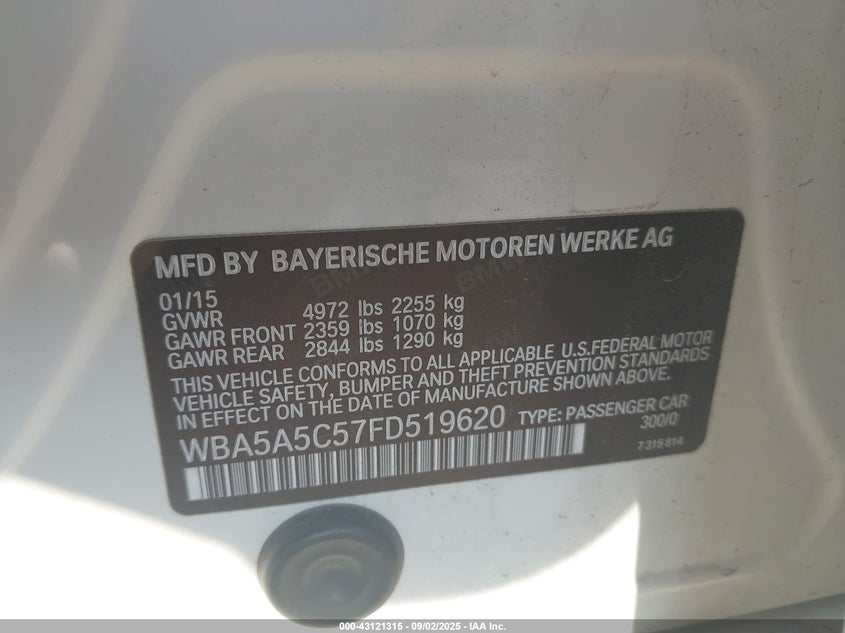 MFD BY BAYERISCHE MOTOREN WERKE AG
01/15
GVWR 4972 lbs 2255 kg
GAWR FRONT 2359 lbs 1070 kg
GAWR REAR 2844 lbs 1290 kg
THIS VEHICLE CONFORMS TO ALL APPLICABLE U.S.FEDERAL MOTOR
VEHICLE SAFETY, BUMPER AND THEFT PREVENTION STANDARDS
IN EFFECT ON THE DATE OF MANUFACTURE SHOWN ABOVE.
WBA5A5C57FD519620 TYPE: PASSENGER CAR
300/0
7 315 814
000-43121315 - 09/02/2025 - IAA Inc.